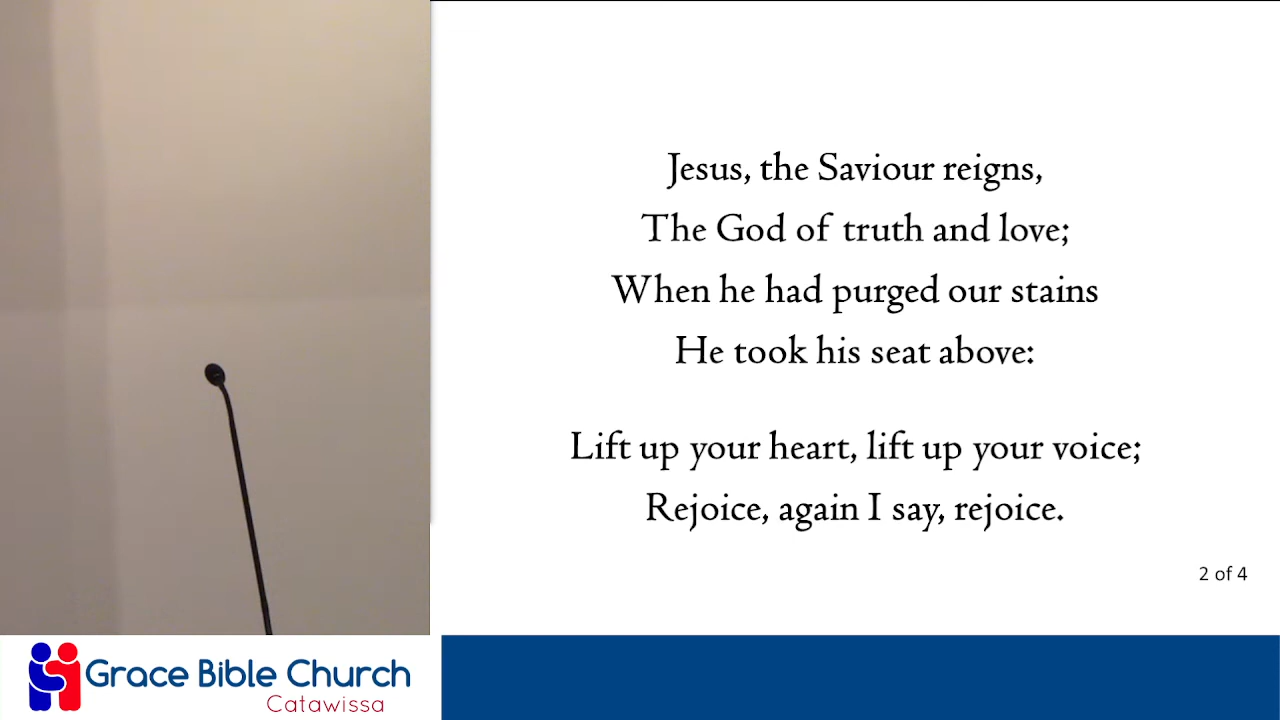 Jesus, the Saviour reigns,
The God of truth and love;
When he had purged our stains
He took his seat above:
Lift up your heart, lift up your voice;
Rejoice, again I say, rejoice.
2 of 4
Grace Bible Church
Catawissa